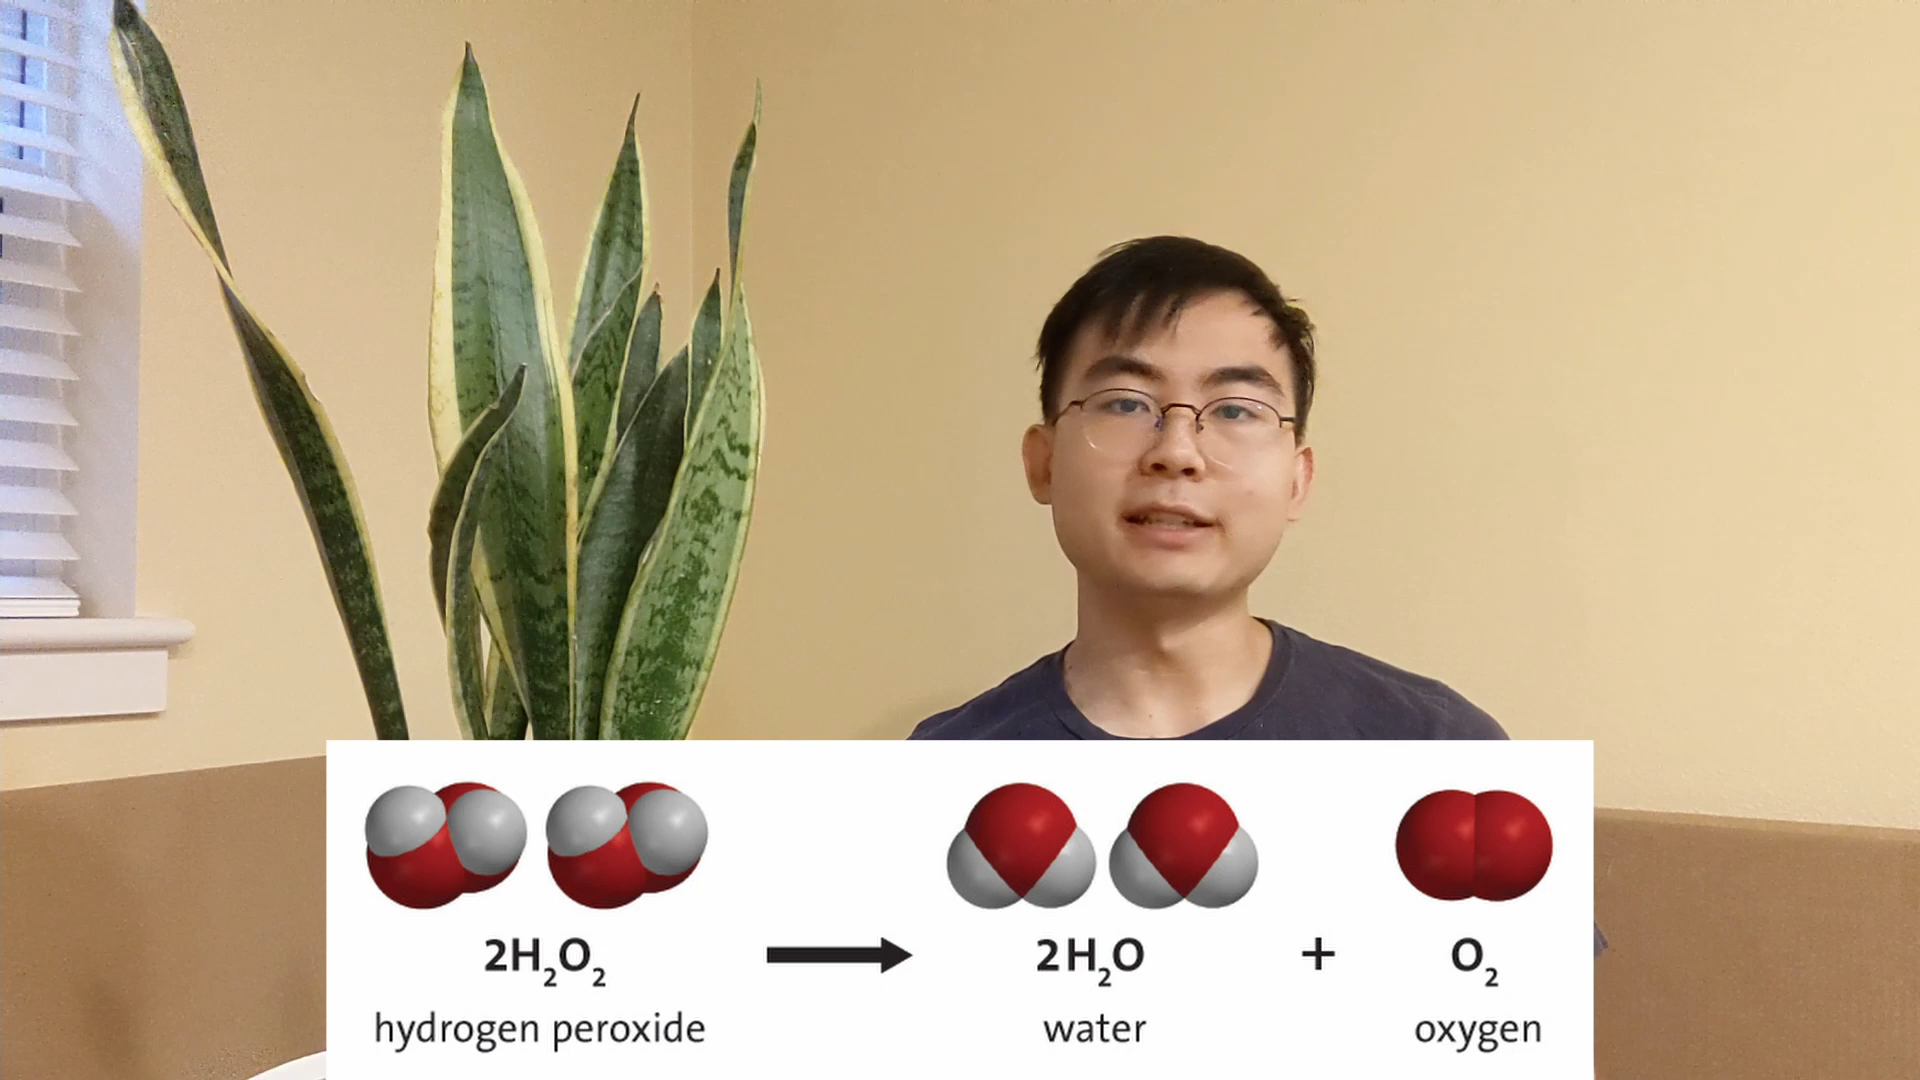 2H₂O₂ → 2H₂O + O₂
hydrogen peroxide water oxygen